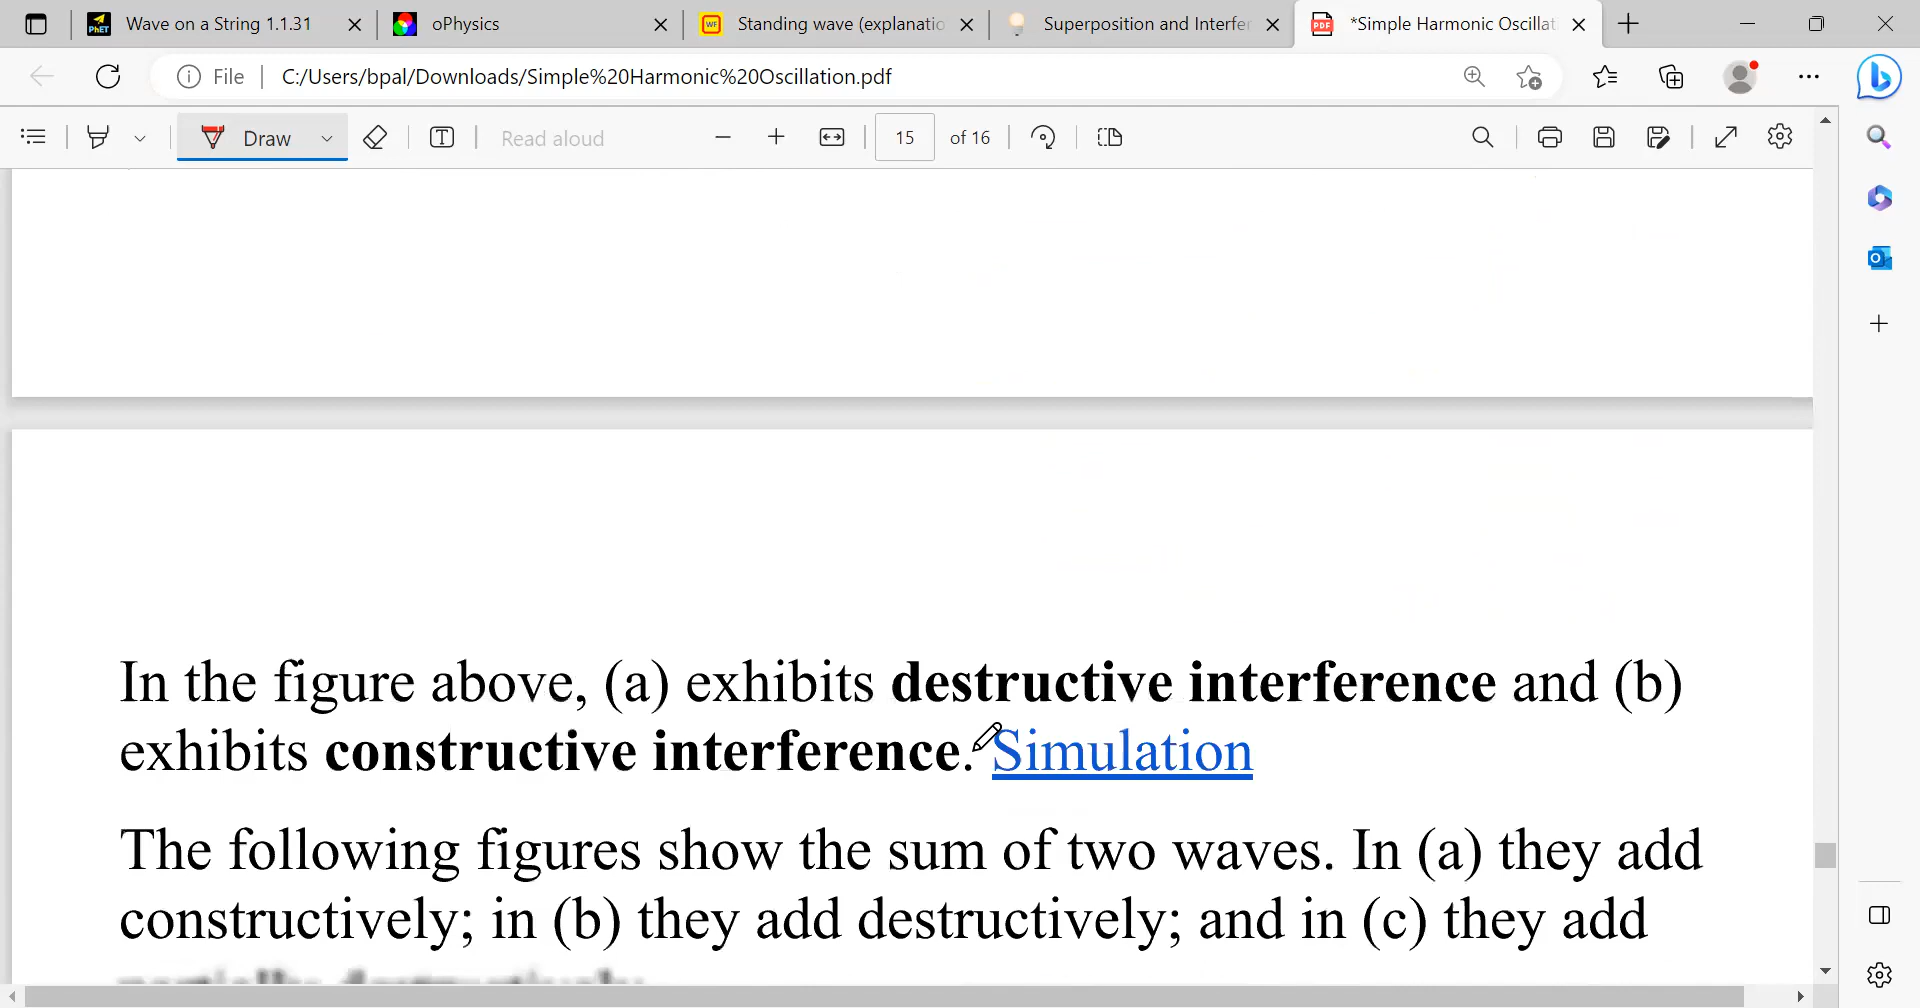 Wave on a String 1.1.31
oPhysics
Standing wave (explanatio
Superposition and Interfer
*Simple Harmonic Oscillat
File
C:/Users/bpal/Downloads/Simple%20Harmonic%20Oscillation.pdf
Draw
Read aloud
15
of 16
In the figure above, (a) exhibits destructive interference and (b)
exhibits constructive interference. Simulation
The following figures show the sum of two waves. In (a) they add
constructively; in (b) they add destructively; and in (c) they add
partially destructively.